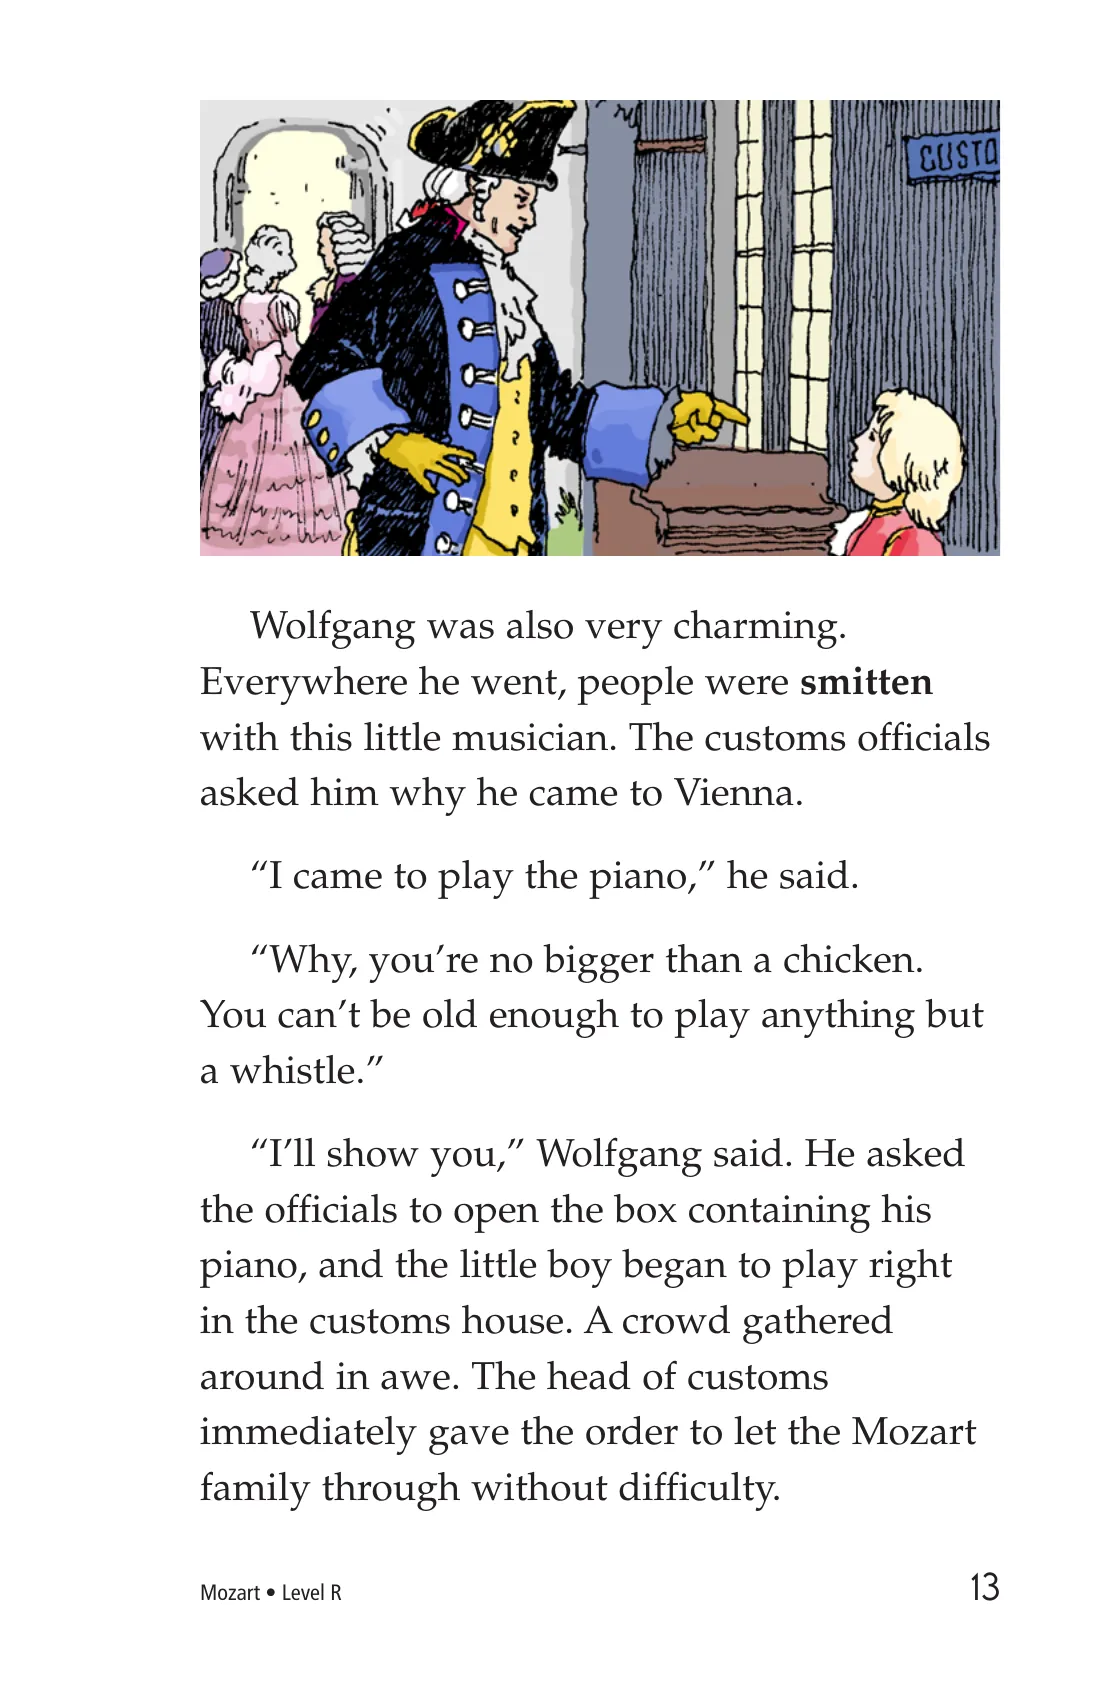 CUSTO
Wolfgang was also very charming.
Everywhere he went, people were smitten
with this little musician. The customs officials
asked him why he came to Vienna.
“I came to play the piano,” he said.
“Why, you’re no bigger than a chicken.
You can’t be old enough to play anything but
a whistle.”
“I’ll show you,” Wolfgang said. He asked
the officials to open the box containing his
piano, and the little boy began to play right
in the customs house. A crowd gathered
around in awe. The head of customs
immediately gave the order to let the Mozart
family through without difficulty.
Mozart • Level R
13